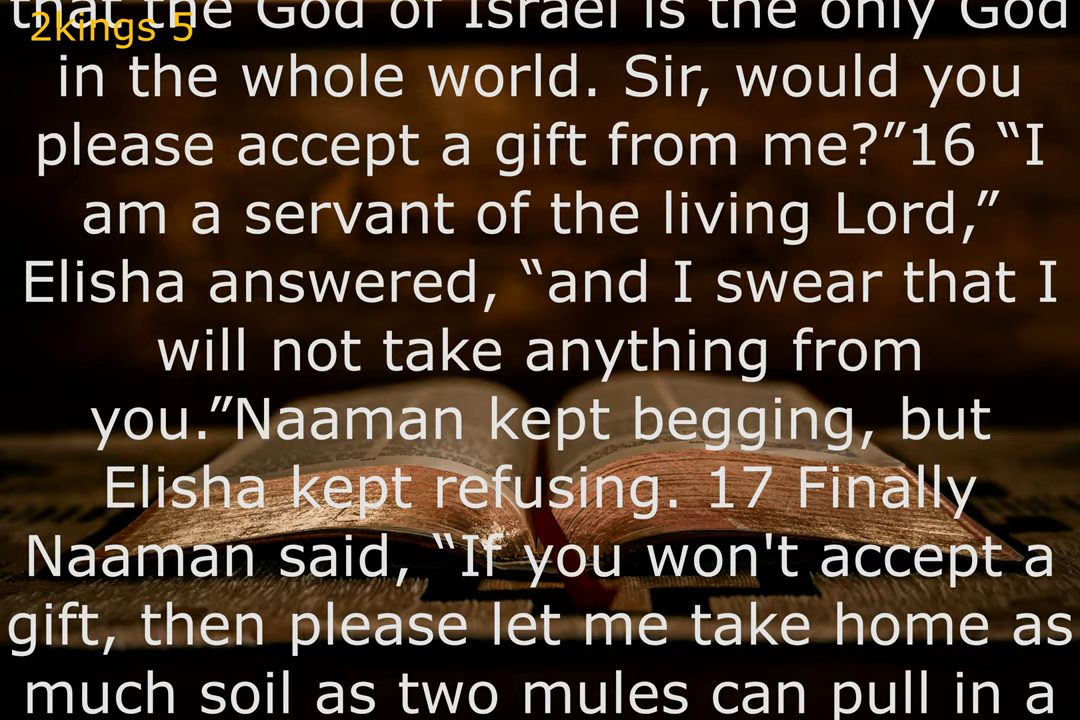 that the God of Israel is the only God
2kings 5
in the whole world. Sir, would you
please accept a gift from me?”16 “I
am a servant of the living Lord,”
Elisha answered, “and I swear that I
will not take anything from
you.”Naaman kept begging, but
Elisha kept refusing. 17 Finally
Naaman said, “If you won't accept a
gift, then please let me take home as
much soil as two mules can pull in a